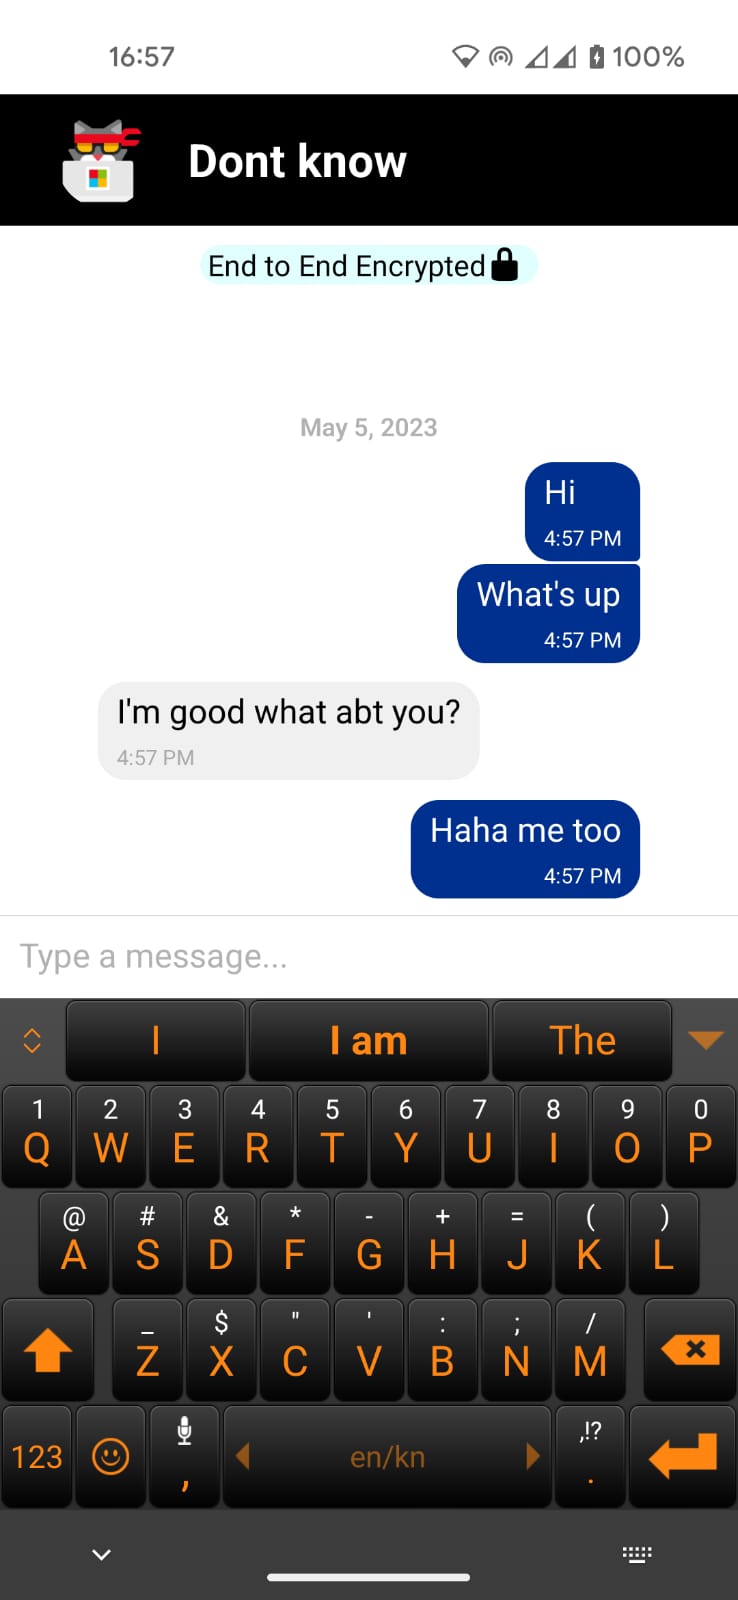 16:57
100%
Dont know
End to End Encrypted
May 5, 2023
Hi
4:57 PM
What's up
4:57 PM
I'm good what abt you?
4:57 PM
Haha me too
4:57 PM
Type a message...
I
I am
The
1 2 3 4 5 6 7 8 9 0
Q W E R T Y U I O P
@ # & * - + = ( )
A S D F G H J K L
_ $ " ' : ; /
Z X C V B N M
,!?
123 , en/kn .